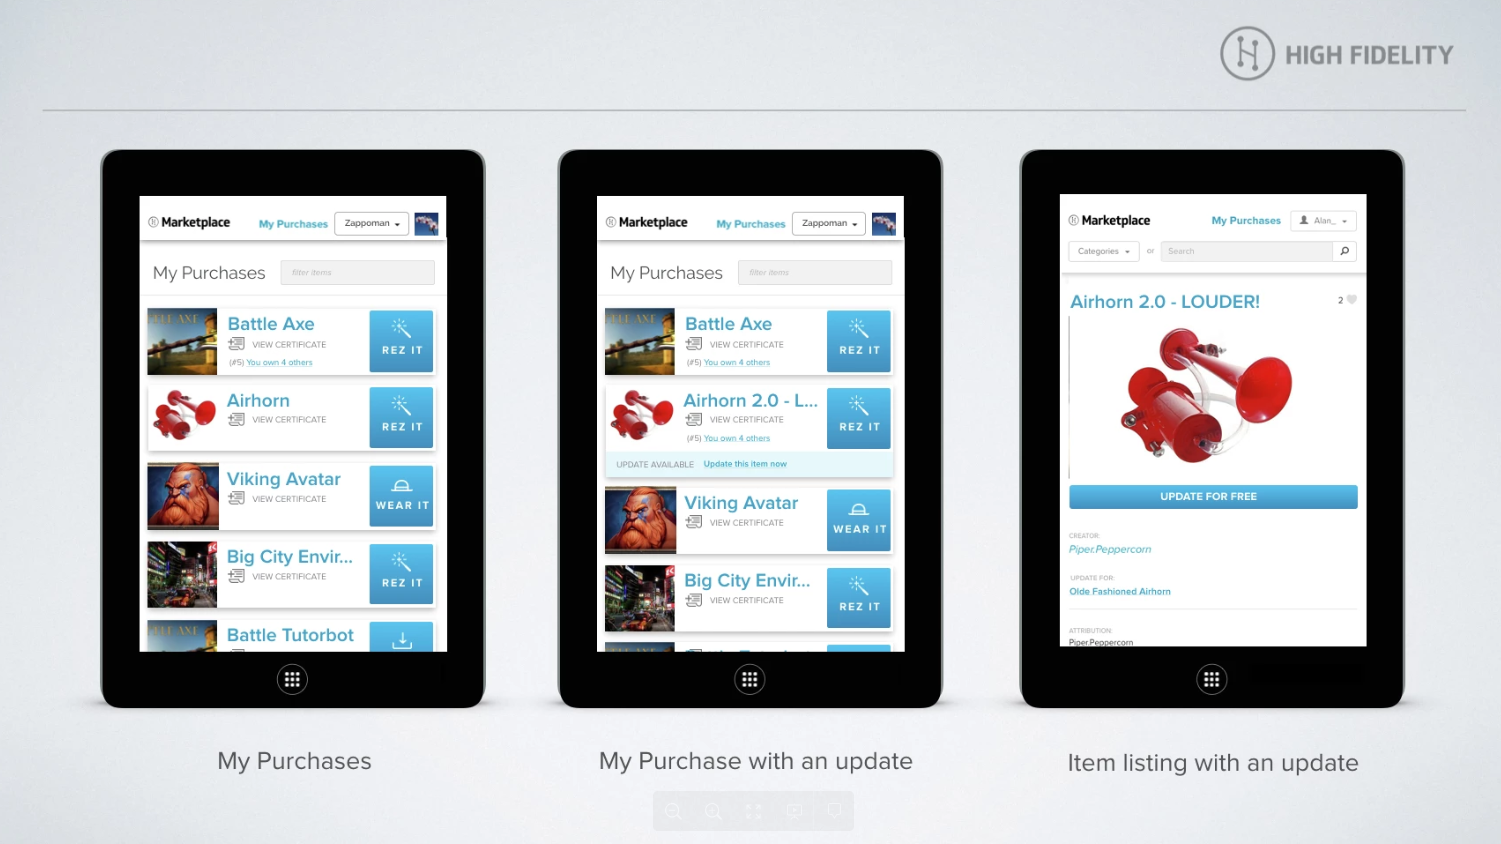 HIGH FIDELITY
Marketplace
My Purchases
Zappoman
My Purchases
filter items
Battle Axe
VIEW CERTIFICATE
(#5) You own 4 others
REZ IT
Airhorn
VIEW CERTIFICATE
REZ IT
Viking Avatar
VIEW CERTIFICATE
WEAR IT
Big City Envir...
VIEW CERTIFICATE
REZ IT
Battle Tutorbot
My Purchases
Marketplace
My Purchases
Zappoman
My Purchases
filter items
Battle Axe
VIEW CERTIFICATE
(#5) You own 4 others
REZ IT
Airhorn 2.0 - L...
VIEW CERTIFICATE
(#5) You own 4 others
REZ IT
UPDATE AVAILABLE Update this item now
Viking Avatar
VIEW CERTIFICATE
WEAR IT
Big City Envir...
VIEW CERTIFICATE
REZ IT
My Purchase with an update
Marketplace
My Purchases
Alan_
Categories
or
Search
Airhorn 2.0 - LOUDER!
2
UPDATE FOR FREE
CREATOR:
Piper.Peppercorn
UPDATE FOR:
Olde Fashioned Airhorn
ATTRIBUTION:
Piper.Peppercorn
Item listing with an update